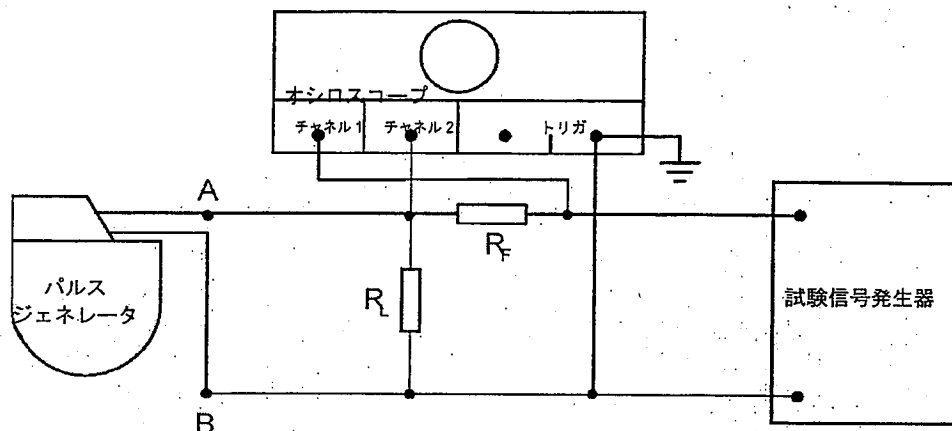 オシロスコープ
チャネル1 チャネル2 トリガ
A
R_F
パルス
ジェネレータ
R_L
試験信号発生器
B